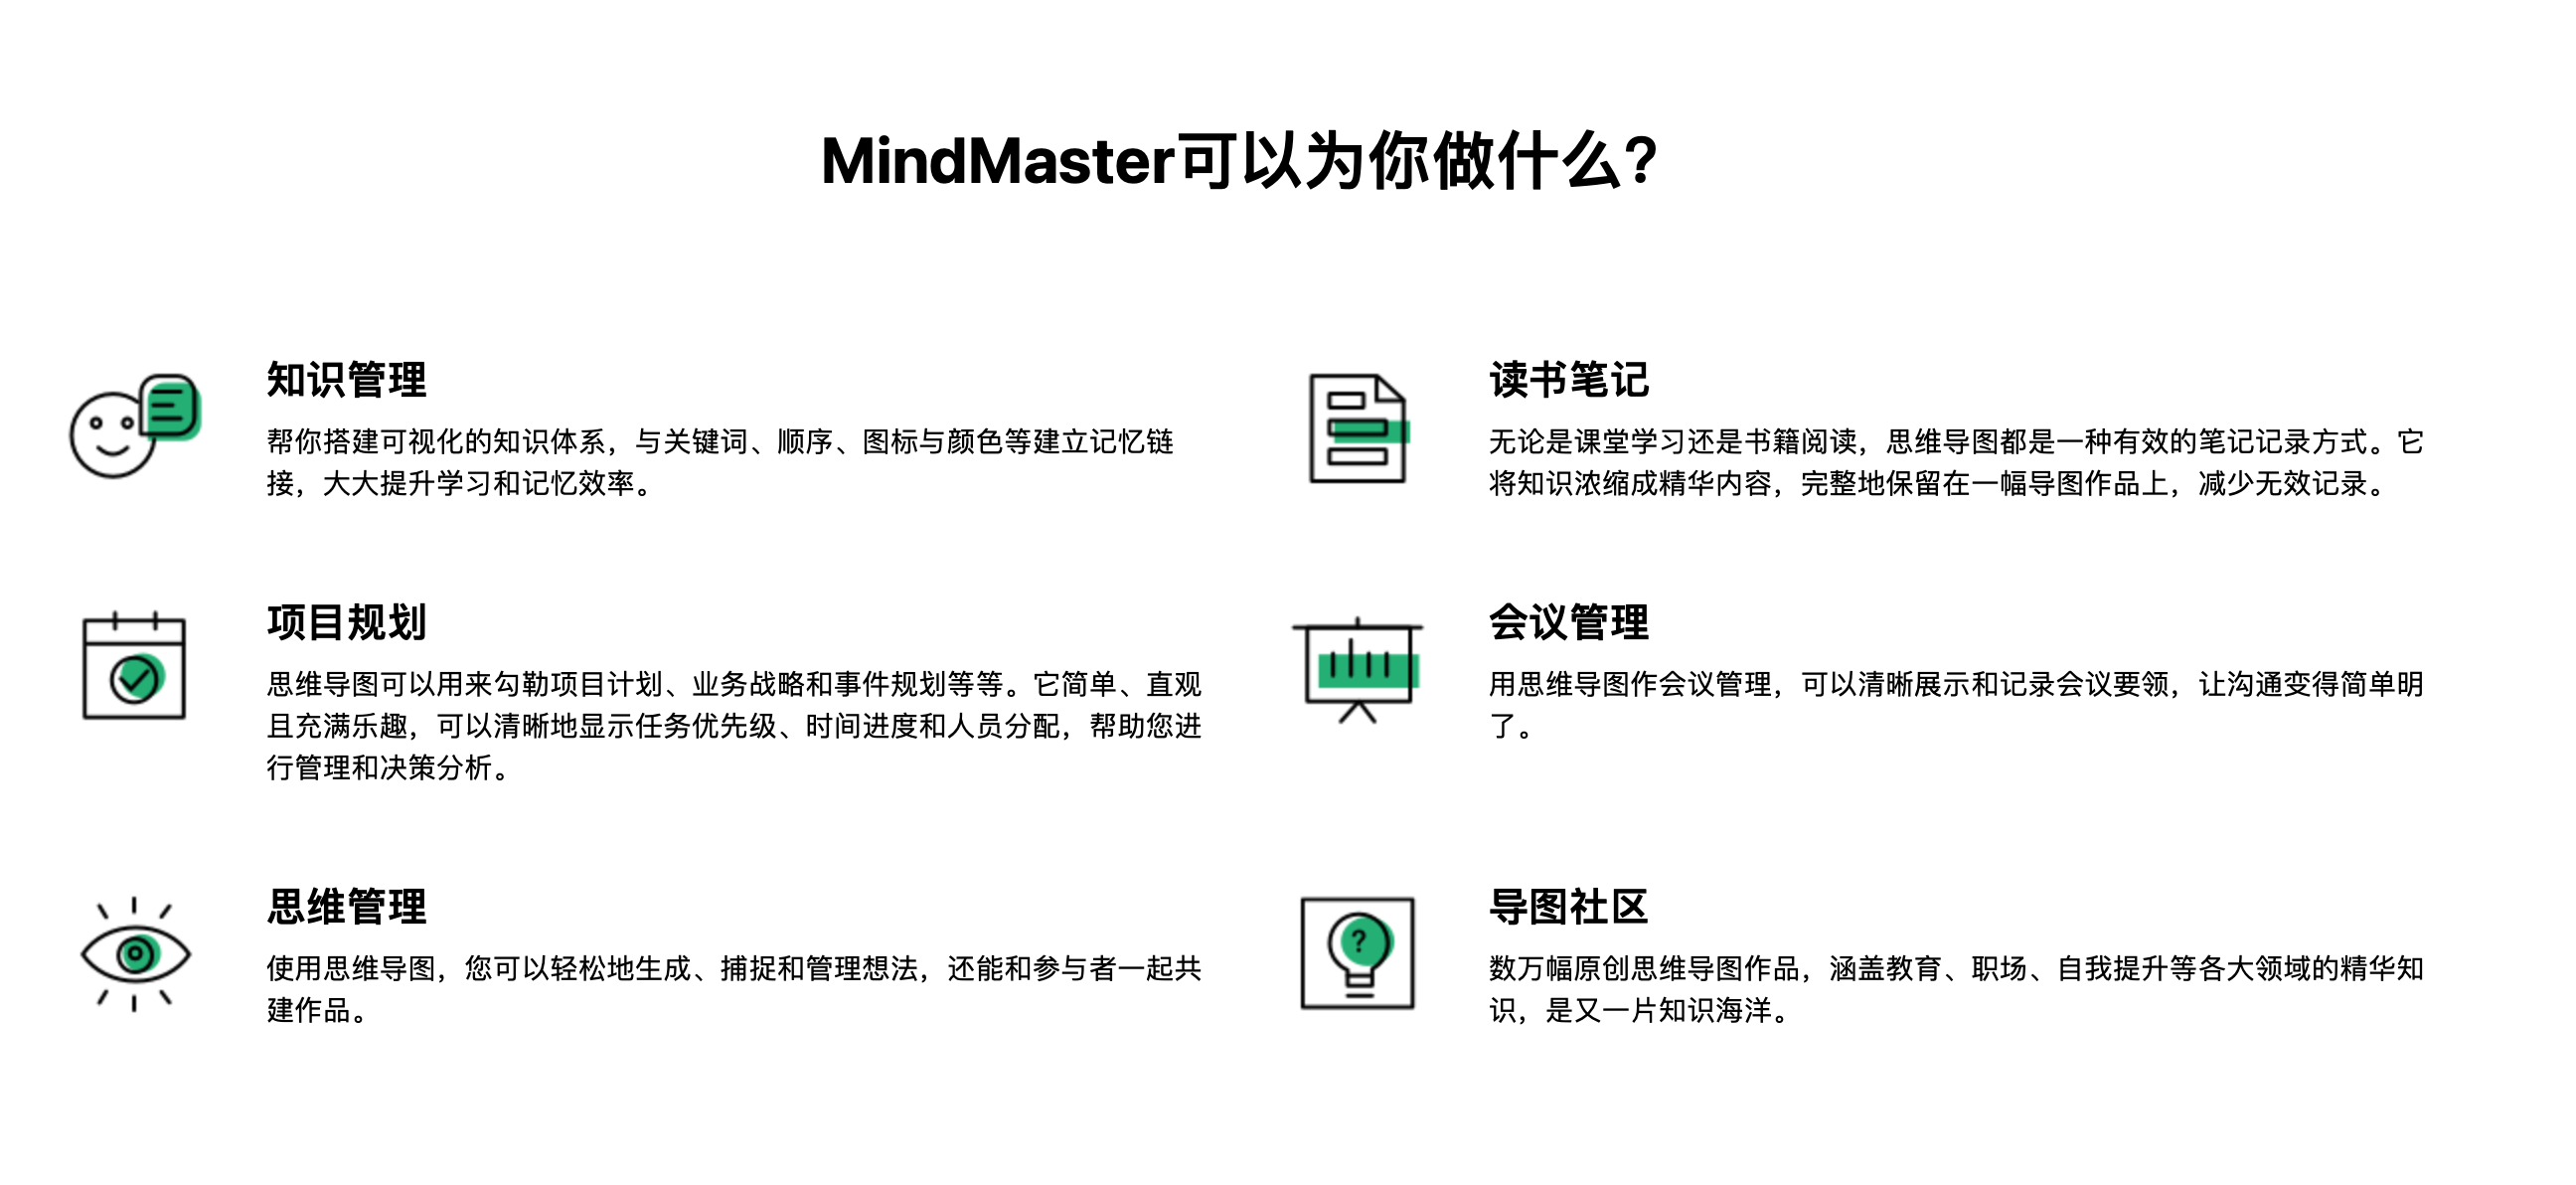 MindMaster可以为你做什么?
知识管理
帮你搭建可视化的知识体系，与关键词、顺序、图标与颜色等建立记忆链
接，大大提升学习和记忆效率。
读书笔记
无论是课堂学习还是书籍阅读，思维导图都是一种有效的笔记记录方式。它
将知识浓缩成精华内容，完整地保留在一幅导图作品上，减少无效记录。
项目规划
思维导图可以用来勾勒项目计划、业务战略和事件规划等等。它简单、直观
且充满乐趣，可以清晰地显示任务优先级、时间进度和人员分配，帮助您进
行管理和决策分析。
会议管理
用思维导图作会议管理，可以清晰展示和记录会议要领，让沟通变得简单明
了。
思维管理
使用思维导图，您可以轻松地生成、捕捉和管理想法，还能和参与者一起共
建作品。
?
导图社区
数万幅原创思维导图作品，涵盖教育、职场、自我提升等各大领域的精华知
识，是又一片知识海洋。